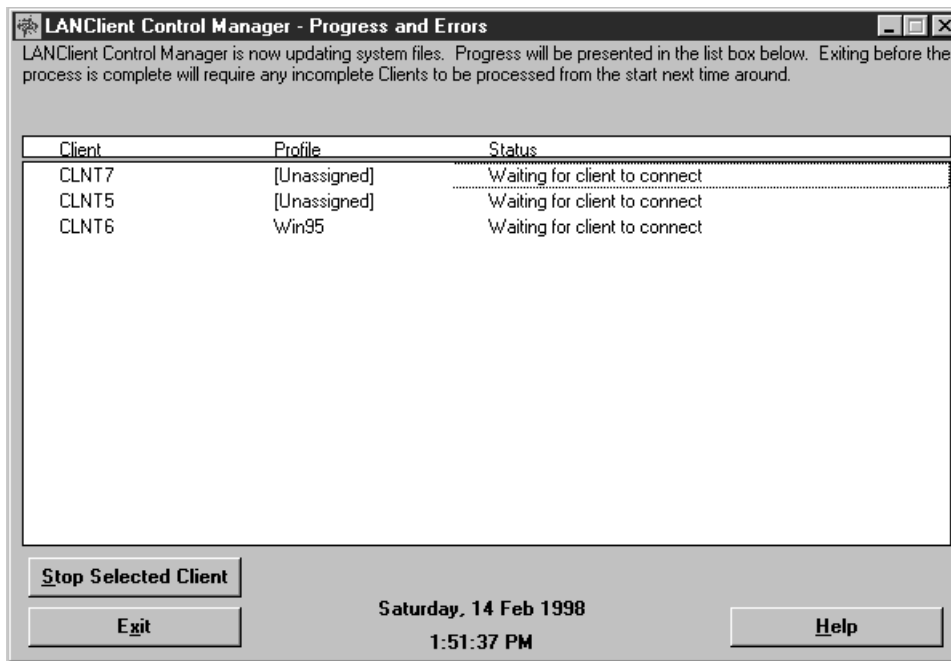 LANClient Control Manager - Progress and Errors
LANClient Control Manager is now updating system files. Progress will be presented in the list box below. Exiting before the
process is complete will require any incomplete Clients to be processed from the start next time around.
Client Profile Status
CLNT7 [Unassigned] Waiting for client to connect
CLNT5 [Unassigned] Waiting for client to connect
CLNT6 Win95 Waiting for client to connect
Stop Selected Client
Exit
Saturday, 14 Feb 1998
1:51:37 PM
Help